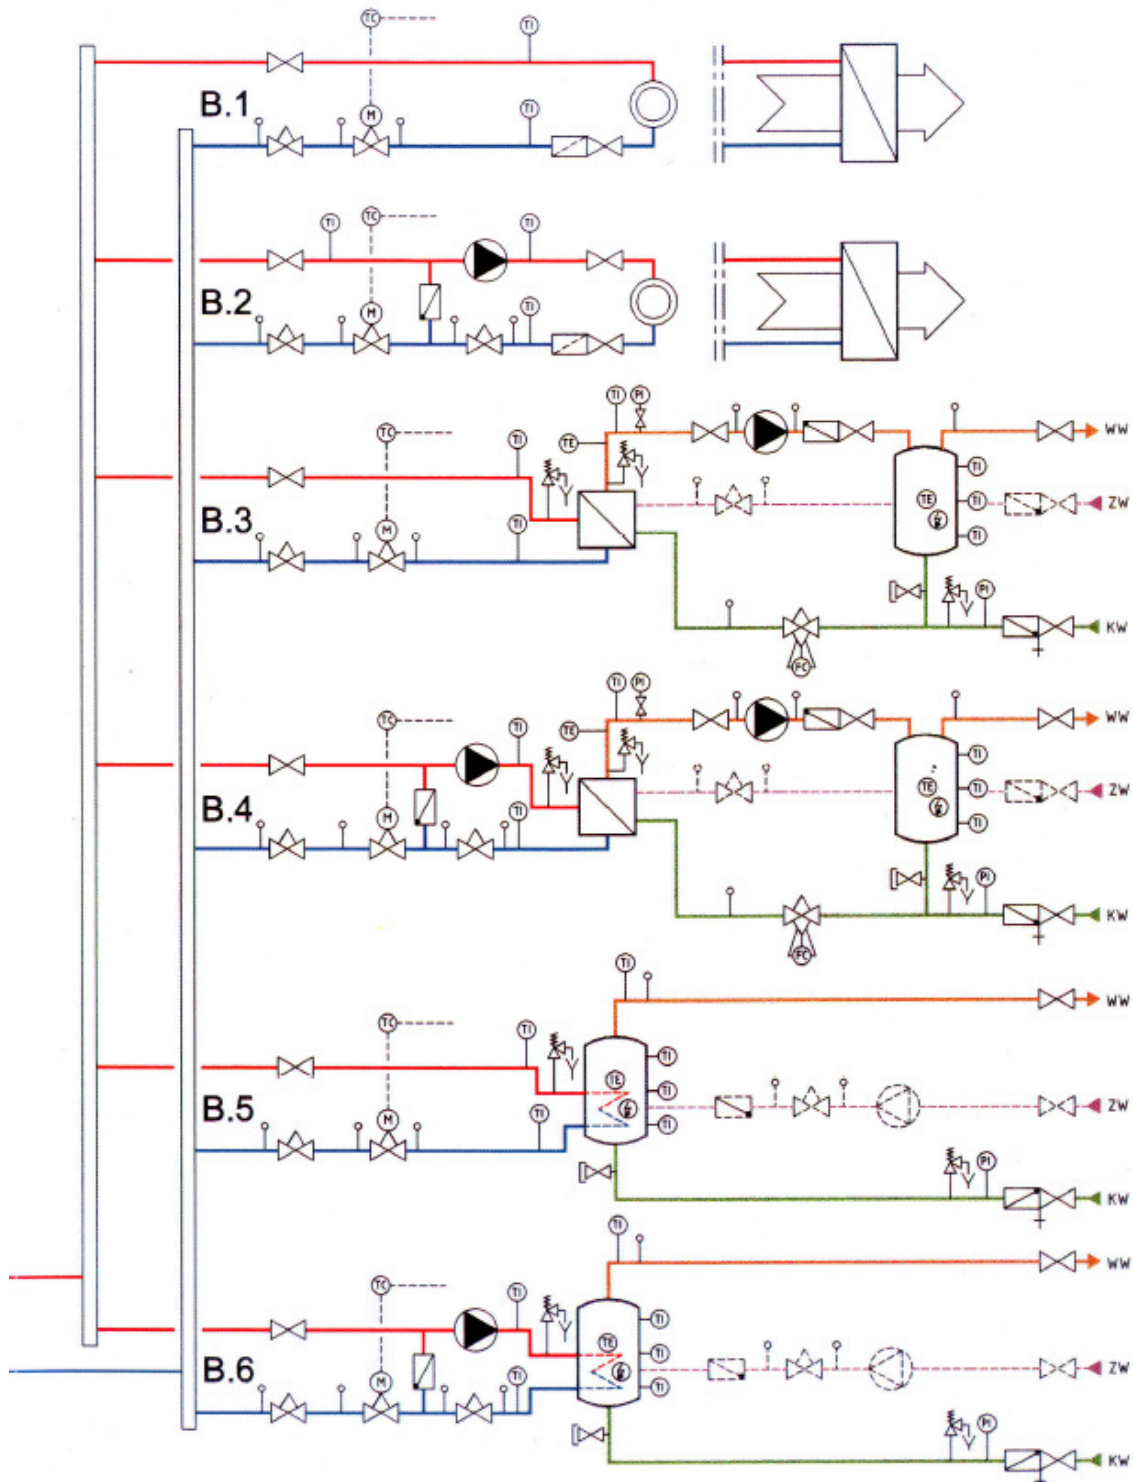 TC TI
B.1 M TI
TI TC TI
B.2 M TI
TI PI
TC TI TE WW
TI
B.3 TE TI ZW
M TI TI
PI KW
FC
TI PI
TC TI TE WW
TI
B.4 TE TI ZW
M TI TI
PI KW
FC
TI WW
TC TI
TE TI
B.5 TI ZW
M TI TI
PI KW
TI WW
TC TI
TI
B.6 TE TI ZW
M TI TI
PI KW